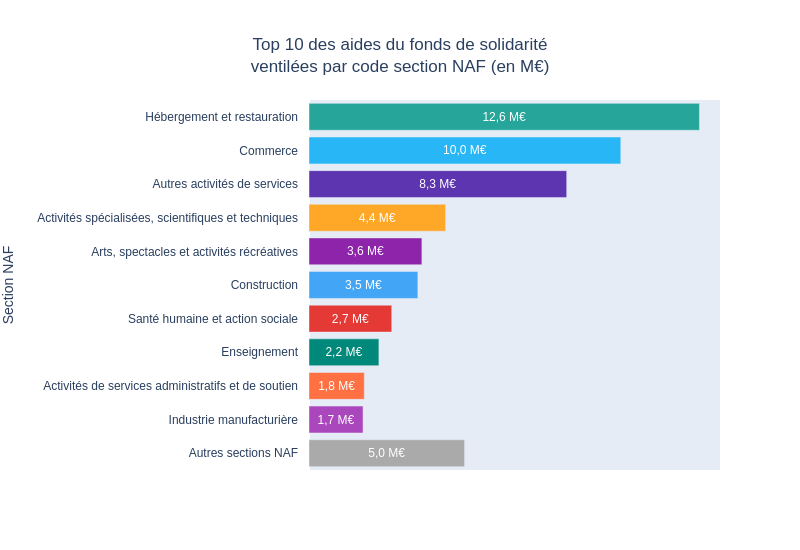 Top 10 des aides du fonds de solidarité
ventilées par code section NAF (en M€)
Section NAF
Hébergement et restauration 12,6 M€
Commerce 10,0 M€
Autres activités de services 8,3 M€
Activités spécialisées, scientifiques et techniques 4,4 M€
Arts, spectacles et activités récréatives 3,6 M€
Construction 3,5 M€
Santé humaine et action sociale 2,7 M€
Enseignement 2,2 M€
Activités de services administratifs et de soutien 1,8 M€
Industrie manufacturière 1,7 M€
Autres sections NAF 5,0 M€